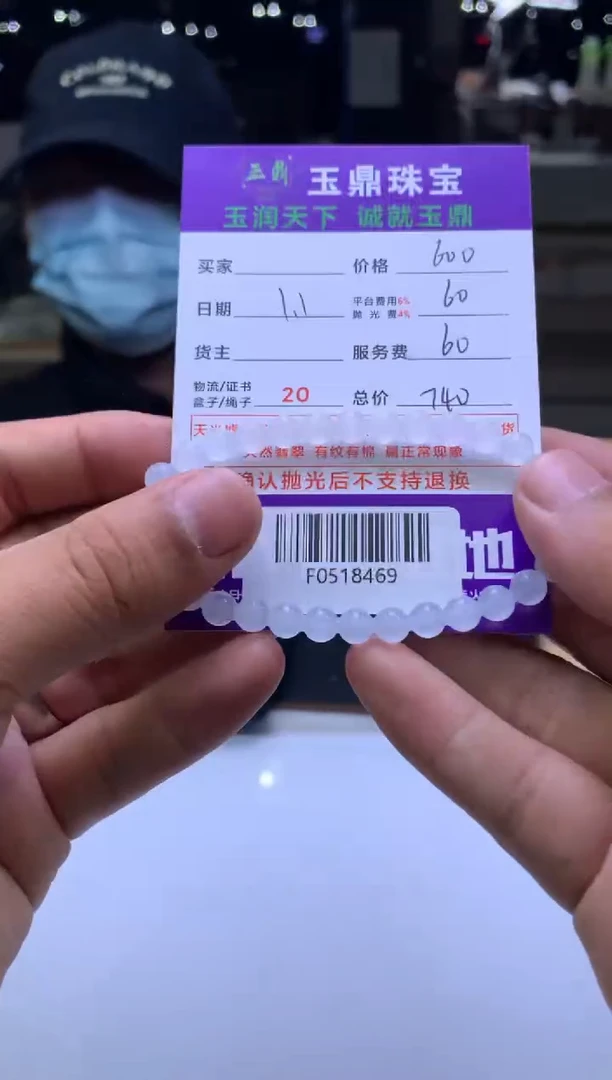 玉鼎
玉鼎珠宝
玉润天下 诚就玉鼎
买家 价格 600
日期 1.1 平台费用6% 抛光费4% 60
货主 服务费 60
物流/证书 盒子/绳子 20 总价 740
天然翡翠 有纹有棉 属正常现象
确认抛光后不支持退换
地
F0518469